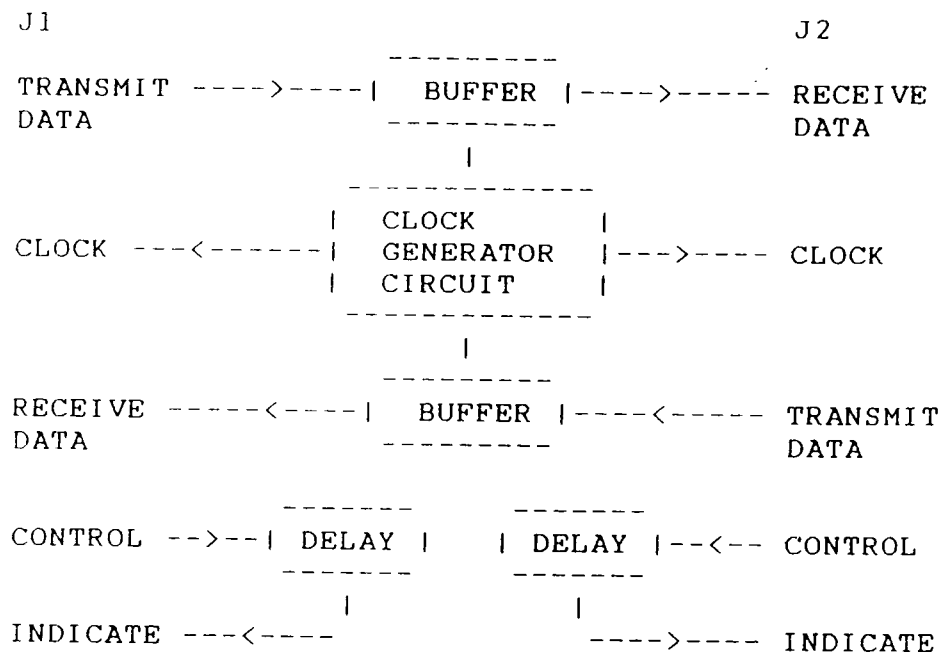 J1 J2
TRANSMIT BUFFER RECEIVE
DATA DATA
CLOCK
CLOCK GENERATOR CLOCK
CIRCUIT
RECEIVE BUFFER TRANSMIT
DATA DATA
CONTROL DELAY DELAY CONTROL
INDICATE INDICATE